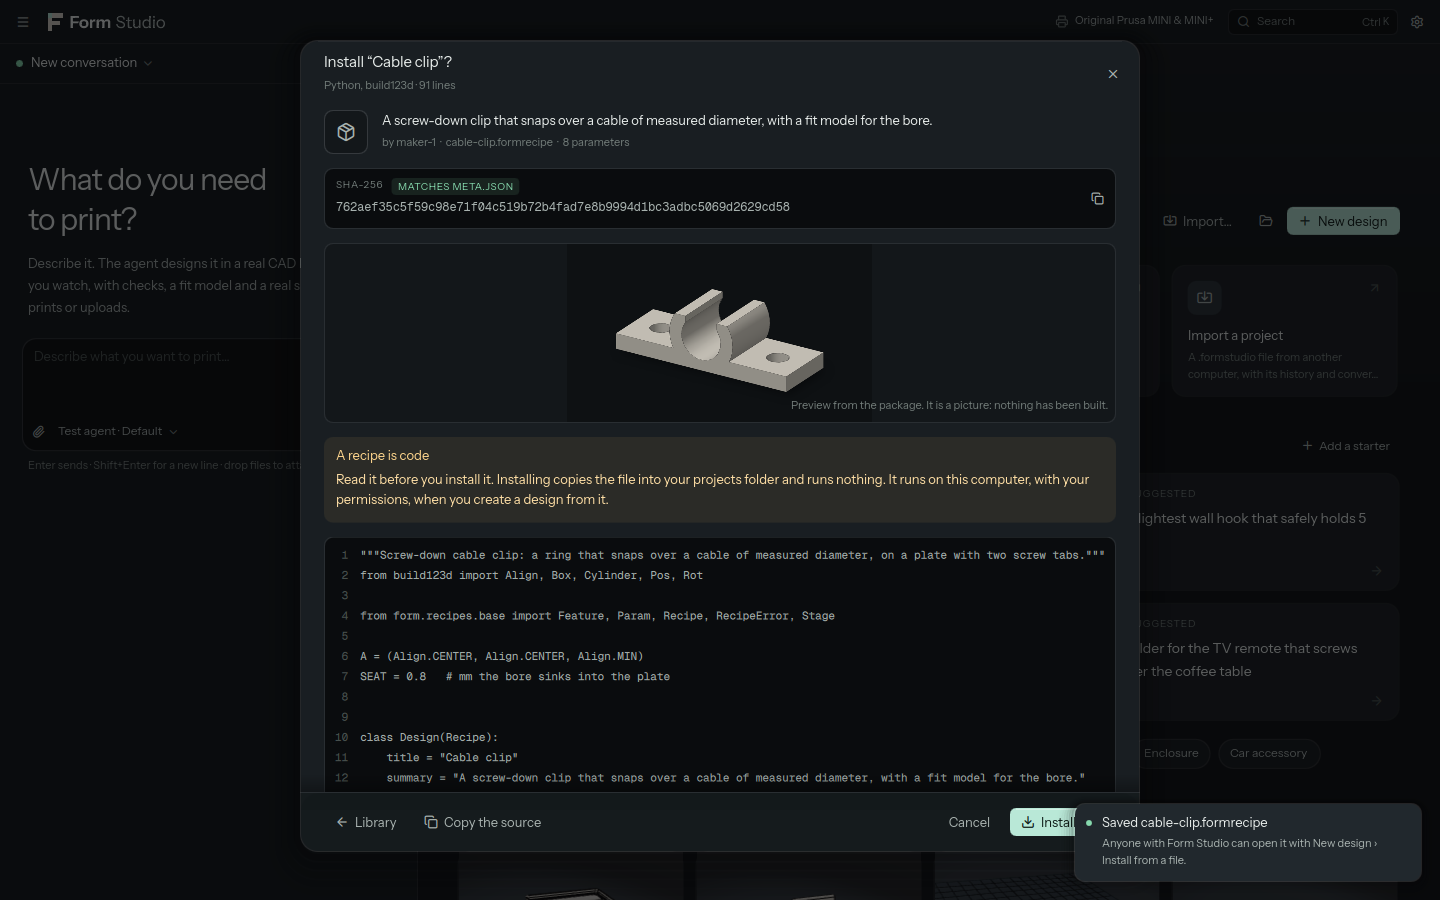 Form Studio
Original Prusa MINI & MINI+
Search
Ctrl K
New conversation
What do you need
to print?
Describe it. The agent designs it in a real CAD
you watch, with checks, a fit model and a real
prints or uploads.
Describe what you want to print...
Test agent · Default
Enter sends · Shift+Enter for a new line · drop files to
Install “Cable clip”?
Python, build123d · 91 lines
A screw-down clip that snaps over a cable of measured diameter, with a fit model for the bore.
by maker-1 · cable-clip.formrecipe · 8 parameters
SHA-256 MATCHES META.JSON
762aef35c5f59c98e71f04c519b72b4fad7e8b9994d1bc3adbc5069d2629cd58
Preview from the package. It is a picture: nothing has been built.
A recipe is code
Read it before you install it. Installing copies the file into your projects folder and runs nothing. It runs on this computer, with your
permissions, when you create a design from it.
1 """Screw-down cable clip: a ring that snaps over a cable of measured diameter, on a plate with two screw tabs."""
2 from build123d import Align, Box, Cylinder, Pos, Rot
3
4 from form.recipes.base import Feature, Param, Recipe, RecipeError, Stage
5
6 A = (Align.CENTER, Align.CENTER, Align.MIN)
7 SEAT = 0.8   # mm the bore sinks into the plate
8
9
10 class Design(Recipe):
11     title = "Cable clip"
12     summary = "A screw-down clip that snaps over a cable of measured diameter, with a fit model for the bore."
Library
Copy the source
Cancel
Install
Import...
New design
Import a project
A .formstudio file from another
computer, with its history and conver...
Add a starter
lightest wall hook that safely holds 5
for the TV remote that screws
the coffee table
Enclosure
Car accessory
Saved cable-clip.formrecipe
Anyone with Form Studio can open it with New design ›
Install from a file.